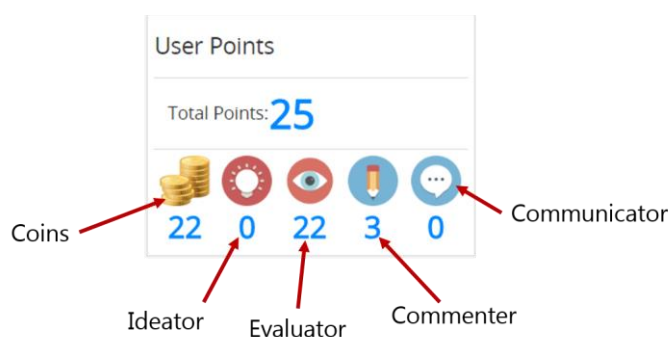 User Points
Total Points: 25
22 0 22 3 0
Coins
Communicator
Ideator
Evaluator
Commenter